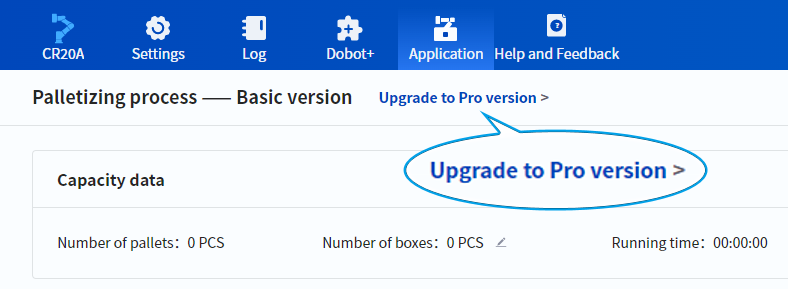 CR20A Settings Log Dobot+ Application Help and Feedback
Palletizing process —— Basic version Upgrade to Pro version >
Upgrade to Pro version >
Capacity data
Number of pallets：0 PCS Number of boxes：0 PCS Running time：00:00:00